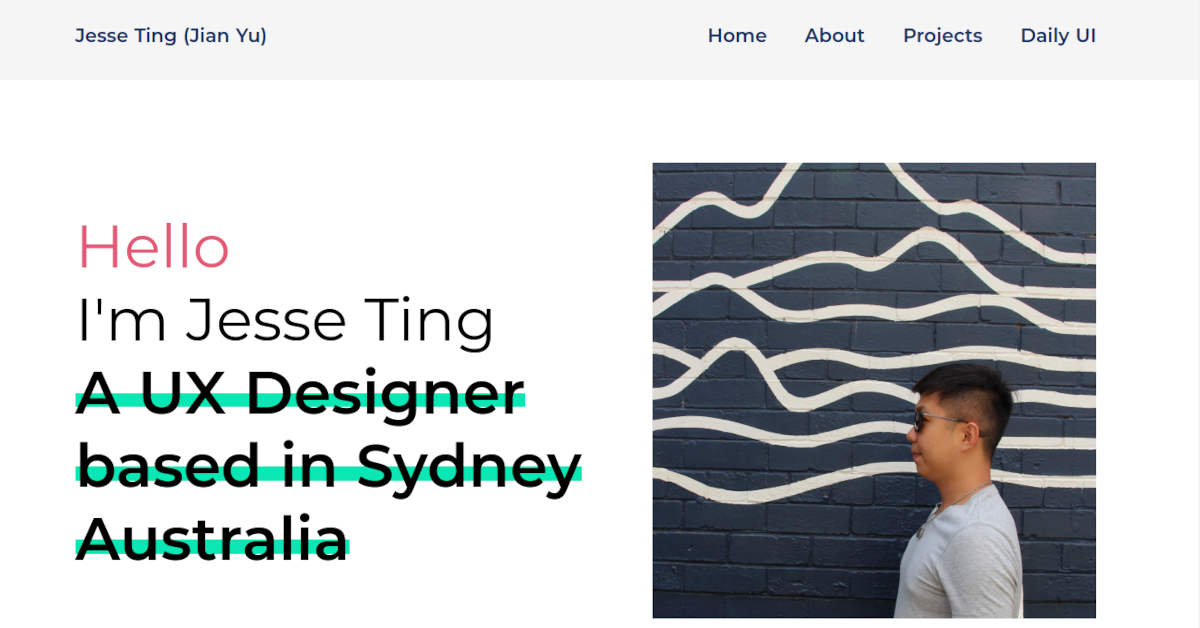 Jesse Ting (Jian Yu)
Home About Projects Daily UI
Hello
I'm Jesse Ting
A UX Designer
based in Sydney
Australia